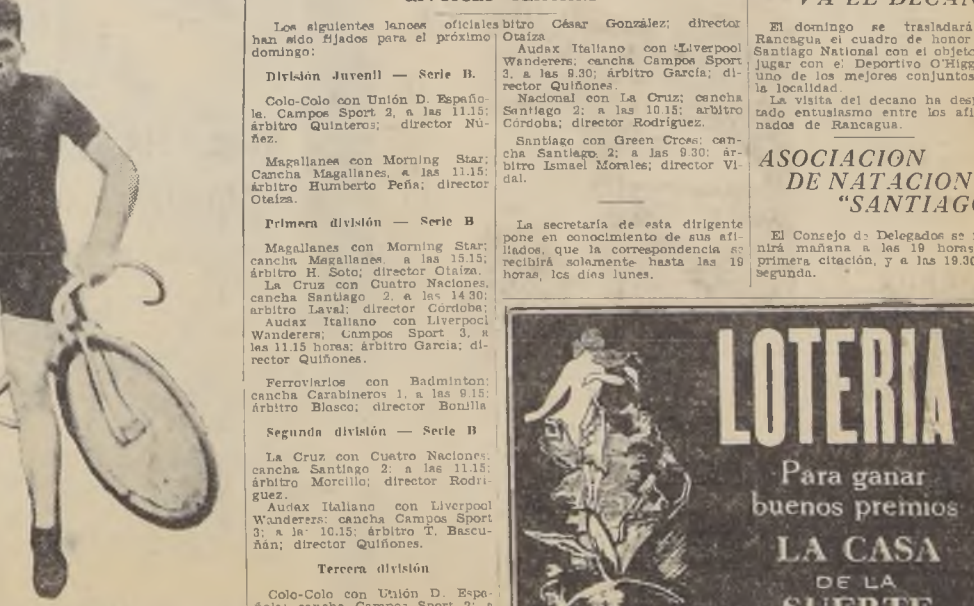 Los siguientes lances oficiales
han sido fijados para el próximo
domingo:
División Juvenil — Serie B.
Colo-Colo con Unión D. Españo-
la, Campos Sport 2, a las 11.15;
árbitro Quinteros; director Nú-
ñez.
Magallanes con Morning Star;
Cancha Magallanes, a las 11.15;
árbitro Humberto Peña; director
Otaíza.
Primera división — Serie B
Magallanes con Morning Star;
cancha Magallanes, a las 15.15;
árbitro H. Soto; director Otaíza.
La Cruz con Cuatro Naciones,
cancha Santiago 2, a las 14.30;
arbitro Laval; director Córdoba;
Audax Italiano con Liverpool
Wanderers; Campos Sport 3, a
las 11.15 horas; árbitro García; di-
rector Quiñones.
Ferroviarios con Badminton;
cancha Carabineros 1, a las 9.15;
árbitro Blasco; director Bonilla
Segunda división — Serie B
La Cruz con Cuatro Naciones,
cancha Santiago 2; a las 11.15;
árbitro Morcillo; director Rodrí-
guez.
Audax Italiano con Liverpool
Wanderers; cancha Campos Sport
3; a las 10.15; árbitro T. Bascu-
ñán; director Quiñones.
Tercera división
Colo-Colo con Unión D. Espa-
bitro César González; director
Otaíza
Audax Italiano con Liverpool
Wanderers; cancha Campos Sport
3, a las 9.30; árbitro García; di-
rector Quiñones.
Nacional con La Cruz; cancha
Santiago 2; a las 10.15; arbitro
Córdoba; director Rodríguez.
Santiago con Green Cross; can-
cha Santiago 2; a las 9.30; ár-
bitro Ismael Morales; director Vi-
dal.
La secretaría de esta dirigente
pone en conocimiento de sus afi-
liados, que la correspondencia se
recibirá solamente hasta las 19
horas, los días lunes.
VA EL DECAN
El domingo se trasladará
Rancagua el cuadro de honor
Santiago National con el objeto
jugar con el Deportivo O'Higg
uno de los mejores conjuntos
la localidad.
La visita del decano ha des
tado entusiasmo entre los afi
nados de Rancagua.
ASOCIACION
DE NATACION
“SANTIAGO
El Consejo de Delegados se
nirá mañana a las 19 horas
primera citación, y a las 19.30
segunda.
LOTERIA
Para ganar
buenos premios
LA CASA
DE LA
SUERTE